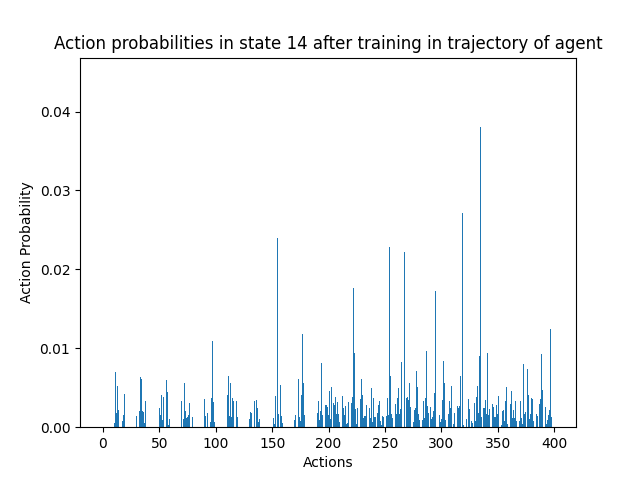 Action probabilities in state 14 after training in trajectory of agent
0.04
0.03
0.02
0.01
0.00
Action Probability
0 50 100 150 200 250 300 350 400
Actions